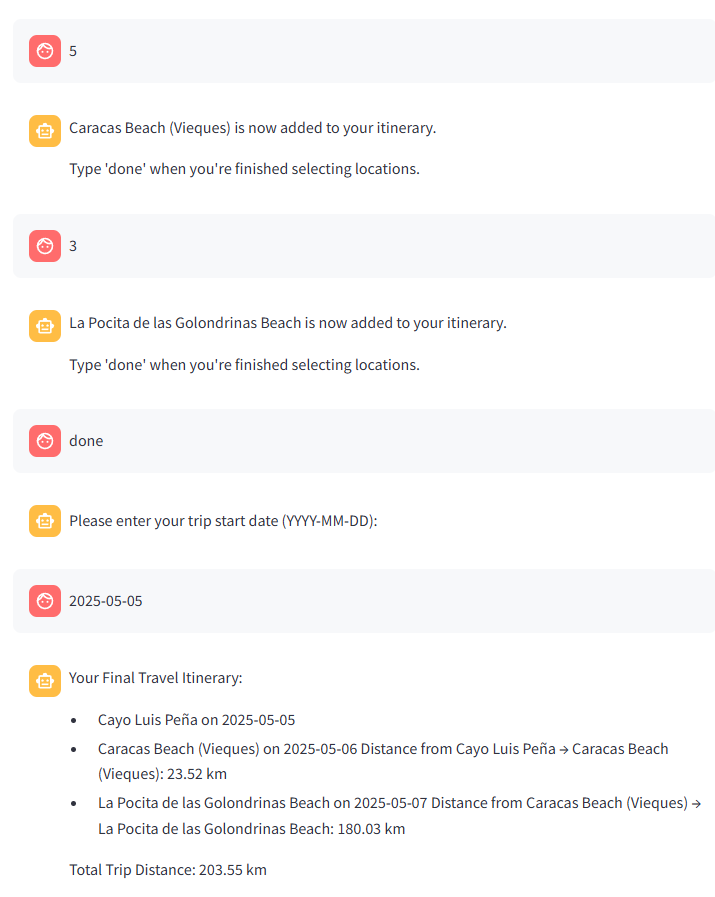 5
Caracas Beach (Vieques) is now added to your itinerary.
Type 'done' when you're finished selecting locations.
3
La Pocita de las Golondrinas Beach is now added to your itinerary.
Type 'done' when you're finished selecting locations.
done
Please enter your trip start date (YYYY-MM-DD):
2025-05-05
Your Final Travel Itinerary:
• Cayo Luis Peña on 2025-05-05
• Caracas Beach (Vieques) on 2025-05-06 Distance from Cayo Luis Peña → Caracas Beach
(Vieques): 23.52 km
• La Pocita de las Golondrinas Beach on 2025-05-07 Distance from Caracas Beach (Vieques) →
La Pocita de las Golondrinas Beach: 180.03 km
Total Trip Distance: 203.55 km